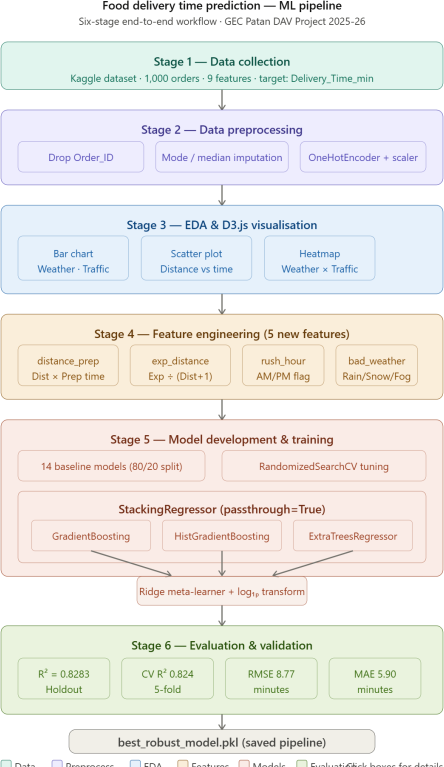 Food delivery time prediction — ML pipeline
Six-stage end-to-end workflow · GEC Patan DAV Project 2025-26
Stage 1 — Data collection
Kaggle dataset · 1,000 orders · 9 features · target: Delivery_Time_min
Stage 2 — Data preprocessing
Drop Order_ID
Mode / median imputation
OneHotEncoder + scaler
Stage 3 — EDA & D3.js visualisation
Bar chart
Weather · Traffic
Scatter plot
Distance vs time
Heatmap
Weather × Traffic
Stage 4 — Feature engineering (5 new features)
distance_prep
Dist × Prep time
exp_distance
Exp ÷ (Dist+1)
rush_hour
AM/PM flag
bad_weather
Rain/Snow/Fog
Stage 5 — Model development & training
14 baseline models (80/20 split)
RandomizedSearchCV tuning
StackingRegressor (passthrough=True)
GradientBoosting
HistGradientBoosting
ExtraTreesRegressor
Ridge meta-learner + log₁ₚ transform
Stage 6 — Evaluation & validation
R² = 0.8283
Holdout
CV R² 0.824
5-fold
RMSE 8.77
minutes
MAE 5.90
minutes
best_robust_model.pkl (saved pipeline)
Data
Preprocess
EDA
Features
Models
Evaluation
Click boxes for details